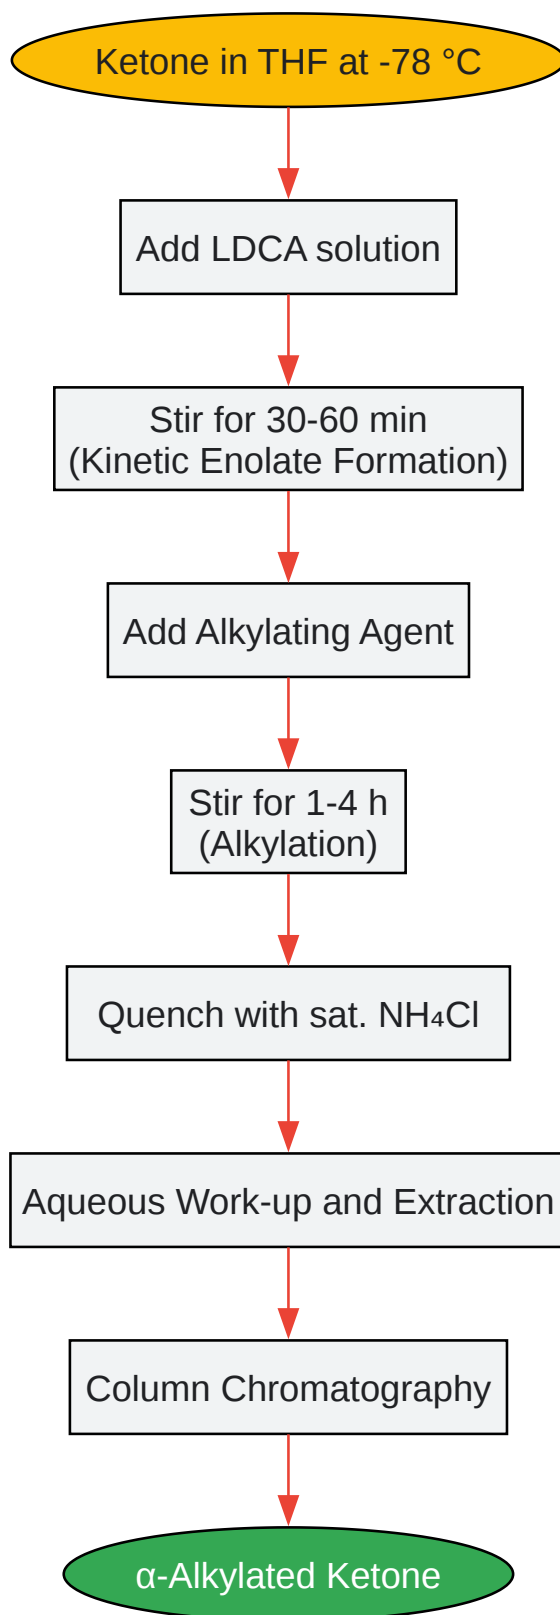 Ketone in THF at -78 °C
Add LDCA solution
Stir for 30-60 min
(Kinetic Enolate Formation)
Add Alkylating Agent
Stir for 1-4 h
(Alkylation)
Quench with sat. NH₄Cl
Aqueous Work-up and Extraction
Column Chromatography
α-Alkylated Ketone